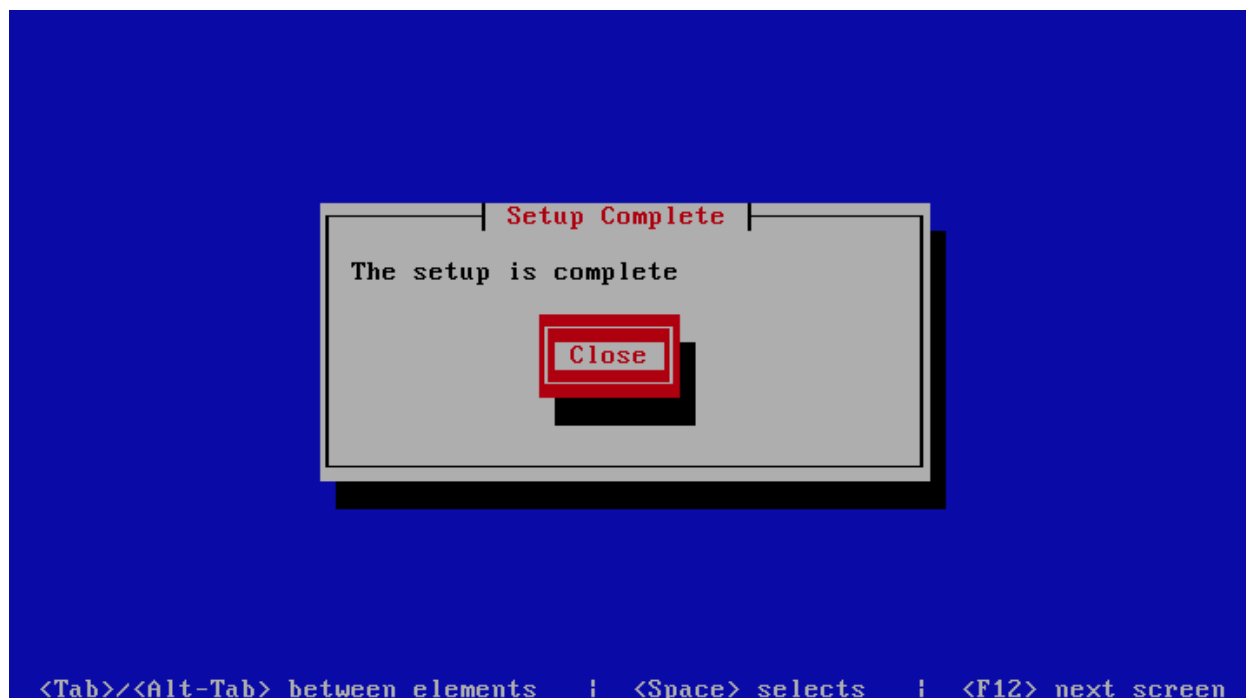 Setup Complete
The setup is complete
Close
<Tab>/<Alt-Tab> between elements | <Space> selects | <F12> next screen